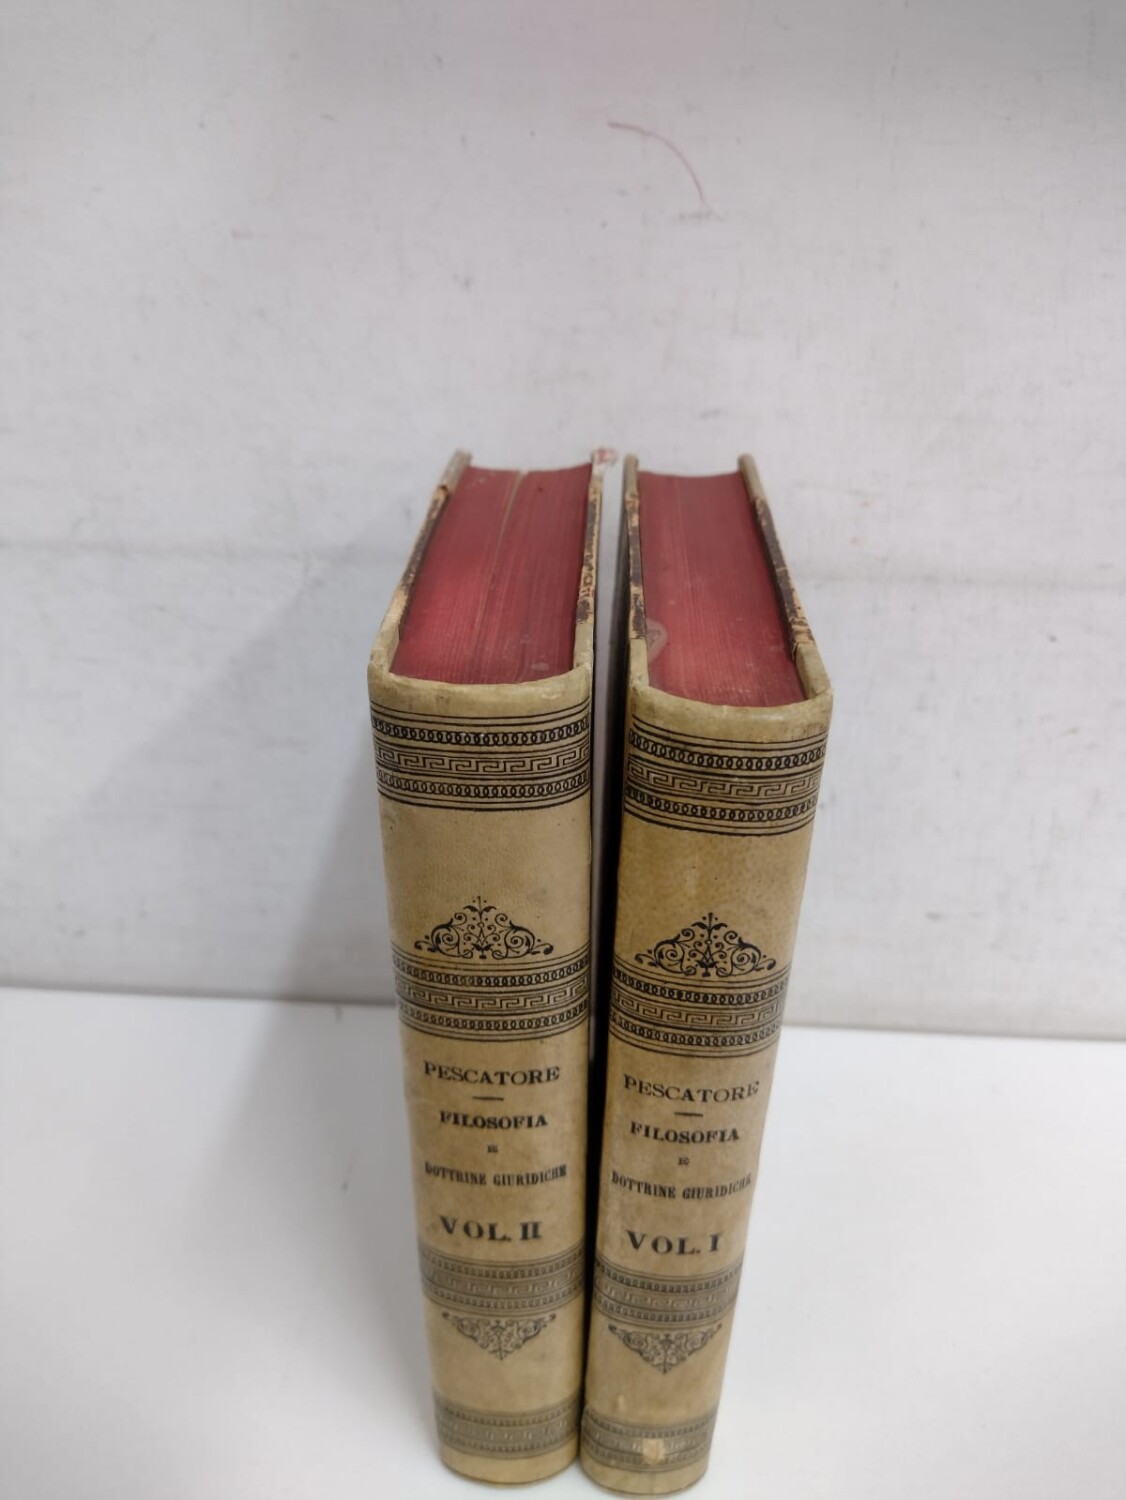 PESCATORE
FILOSOFIA
E
DOTTRINE GIURIDICHE
VOL. II
PESCATORE
FILOSOFIA
E
DOTTRINE GIURIDICHE
VOL. I